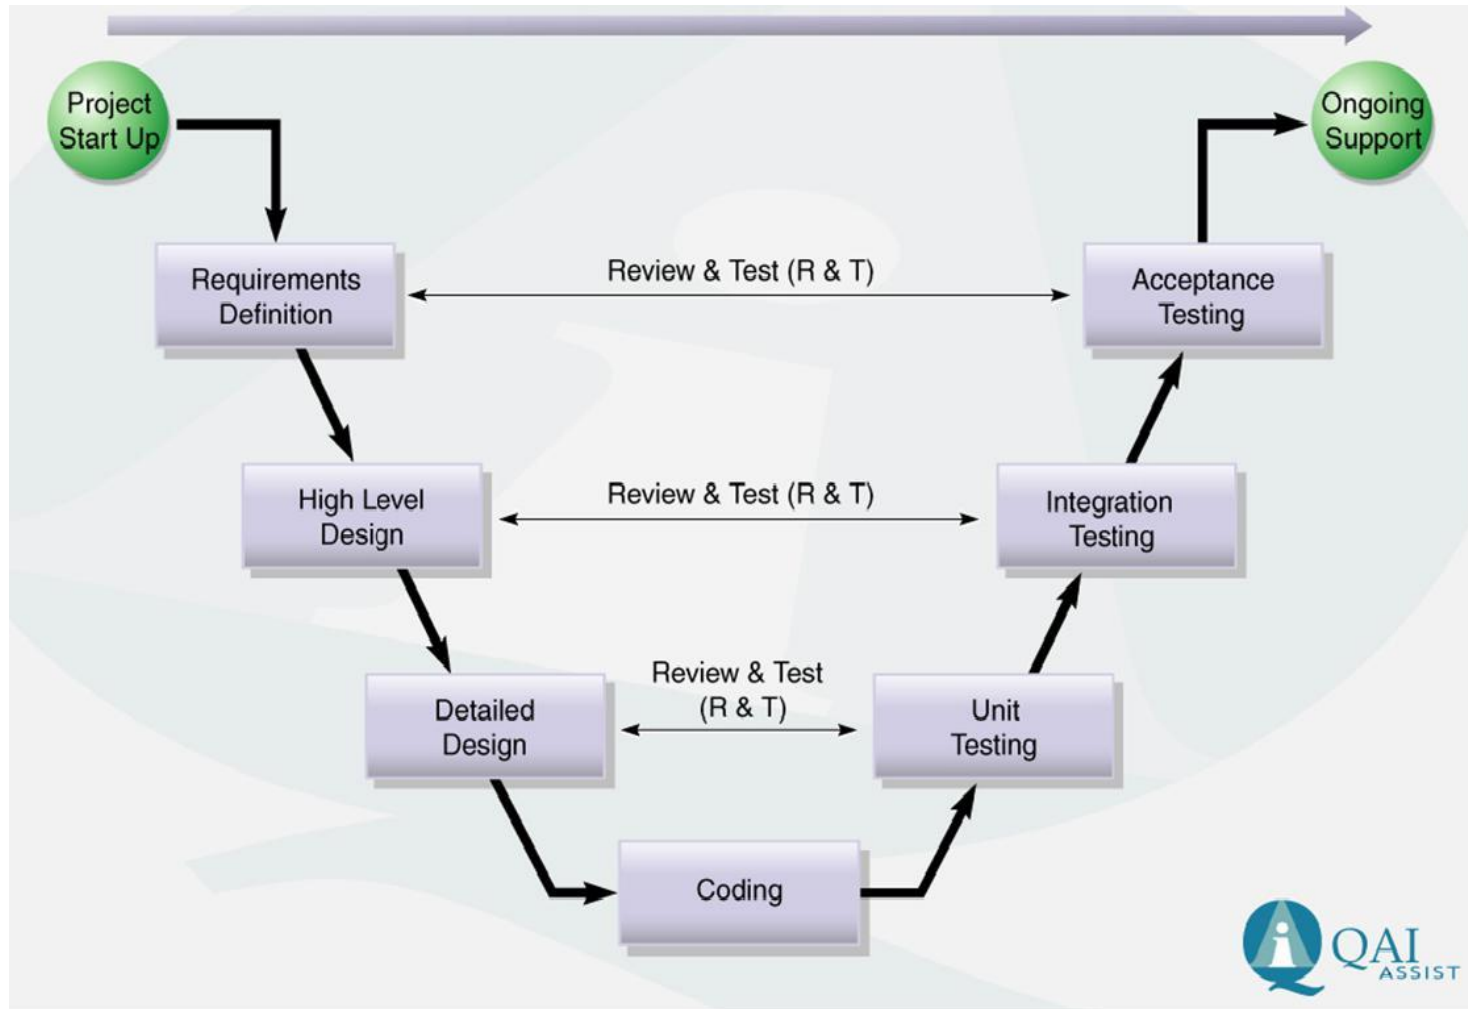 Project
Start Up
Ongoing
Support
Requirements
Definition
Review & Test (R & T)
Acceptance
Testing
High Level
Design
Review & Test (R & T)
Integration
Testing
Detailed
Design
Review & Test
(R & T)
Unit
Testing
Coding
QAI
ASSIST